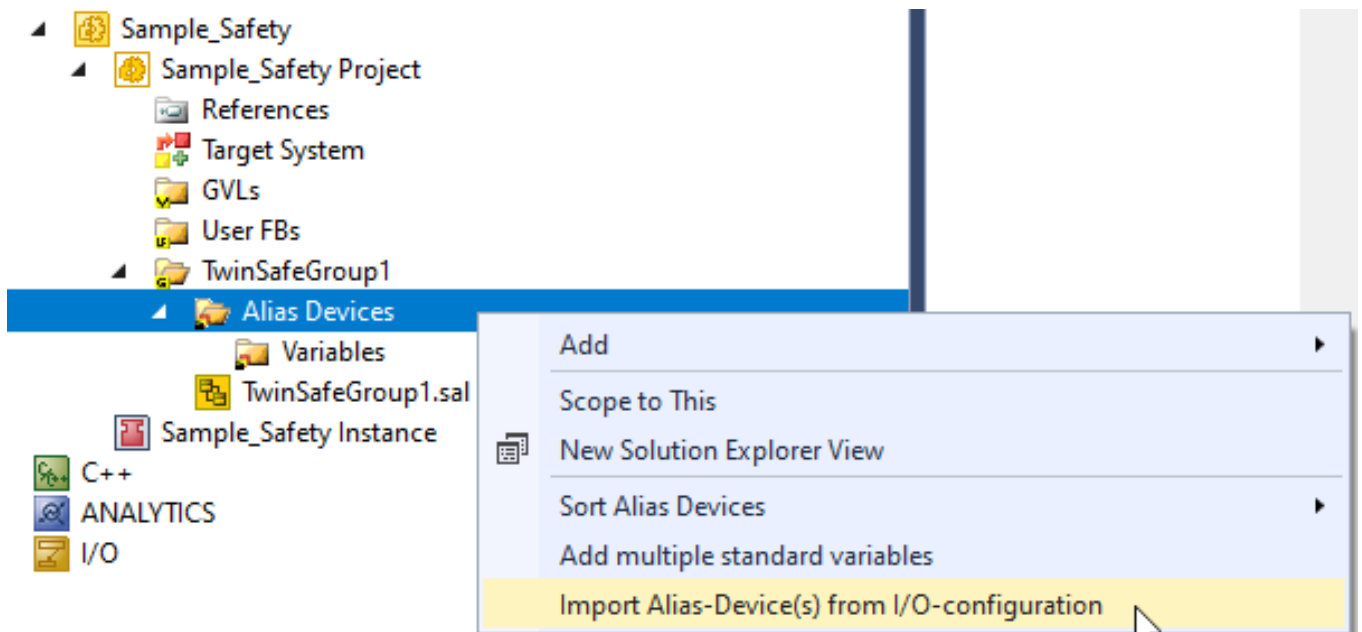 Sample_Safety
Sample_Safety Project
References
Target System
GVLs
User FBs
TwinSafeGroup1
Alias Devices
Variables
TwinSafeGroup1.sal
Sample_Safety Instance
C++
ANALYTICS
I/O
Add
Scope to This
New Solution Explorer View
Sort Alias Devices
Add multiple standard variables
Import Alias-Device(s) from I/O-configuration